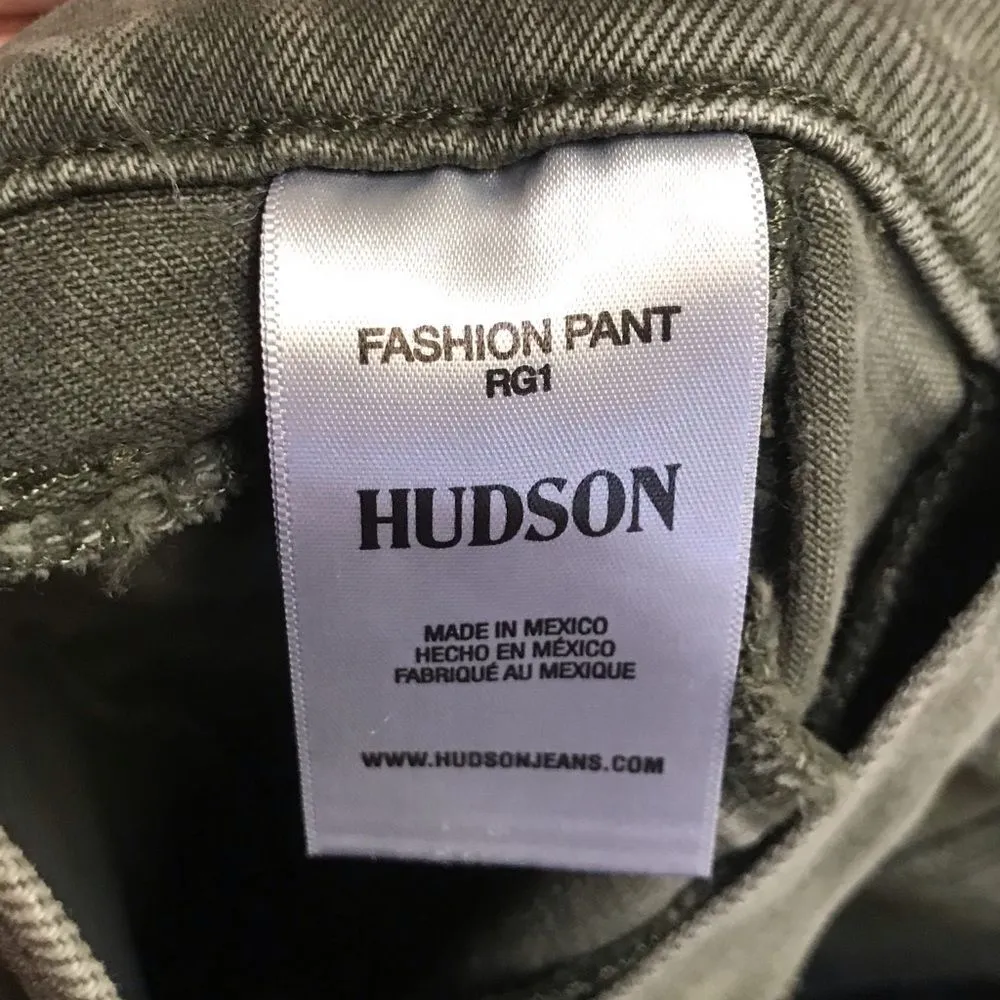 FASHION PANT
RG1
HUDSON
MADE IN MEXICO
HECHO EN MÉXICO
FABRIQUÉ AU MEXIQUE
WWW.HUDSONJEANS.COM